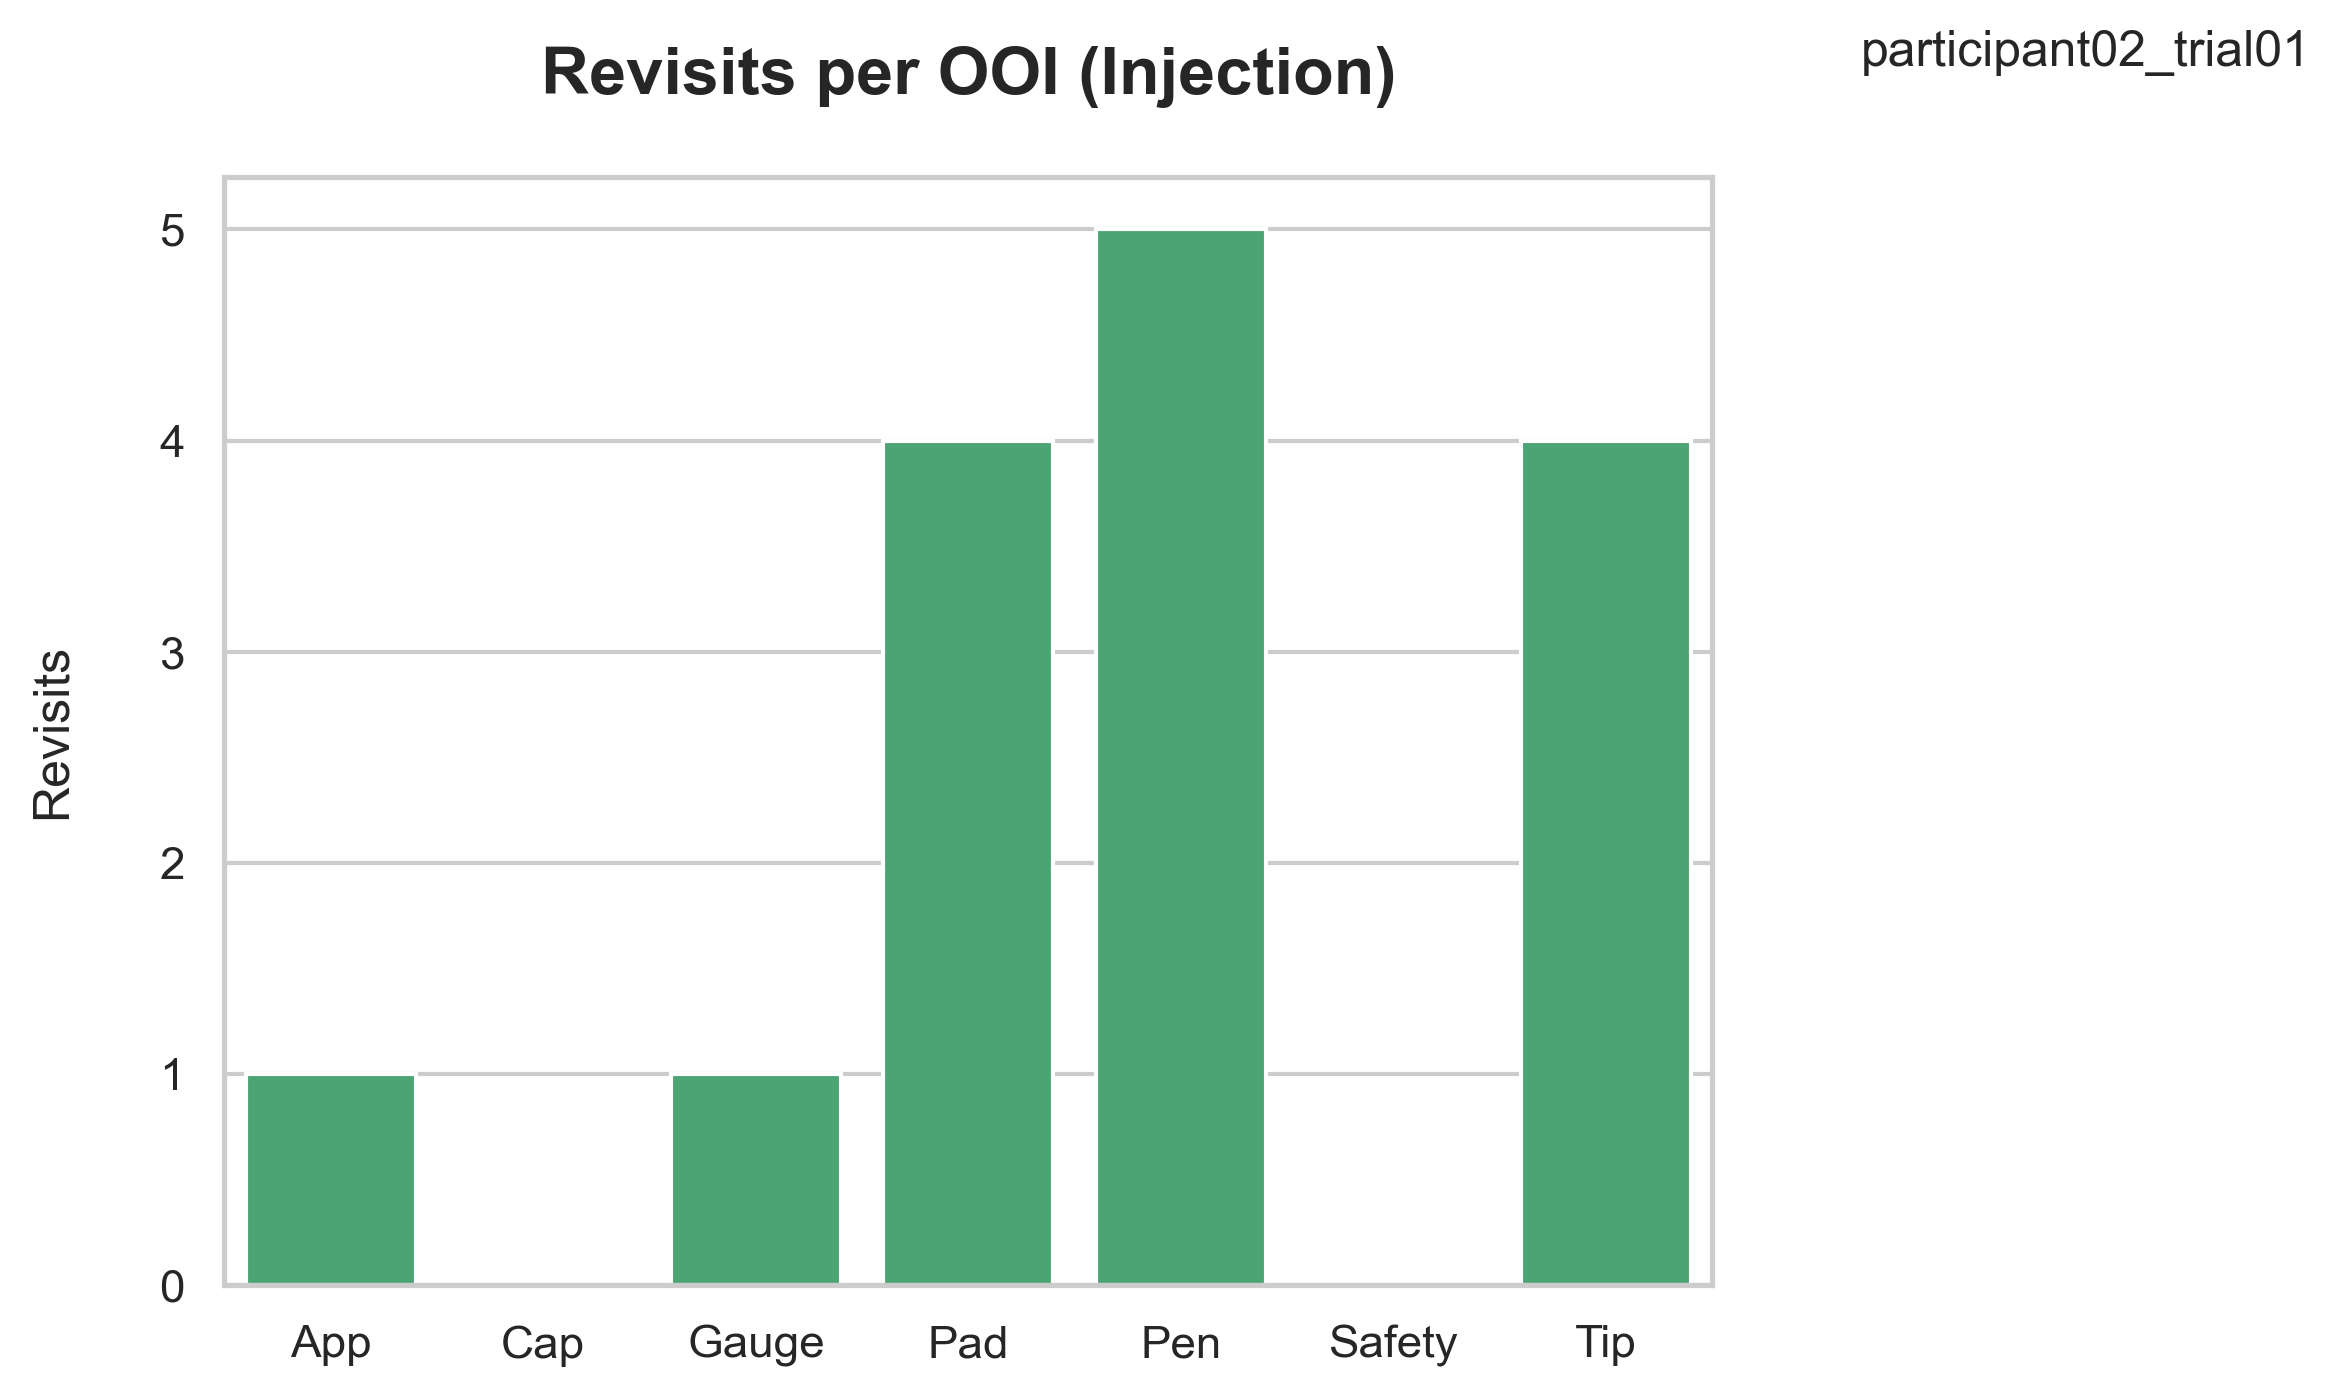 participant02_trial01
Revisits per OOI (Injection)
Revisits
5
4
3
2
1
0
App Cap Gauge Pad Pen Safety Tip